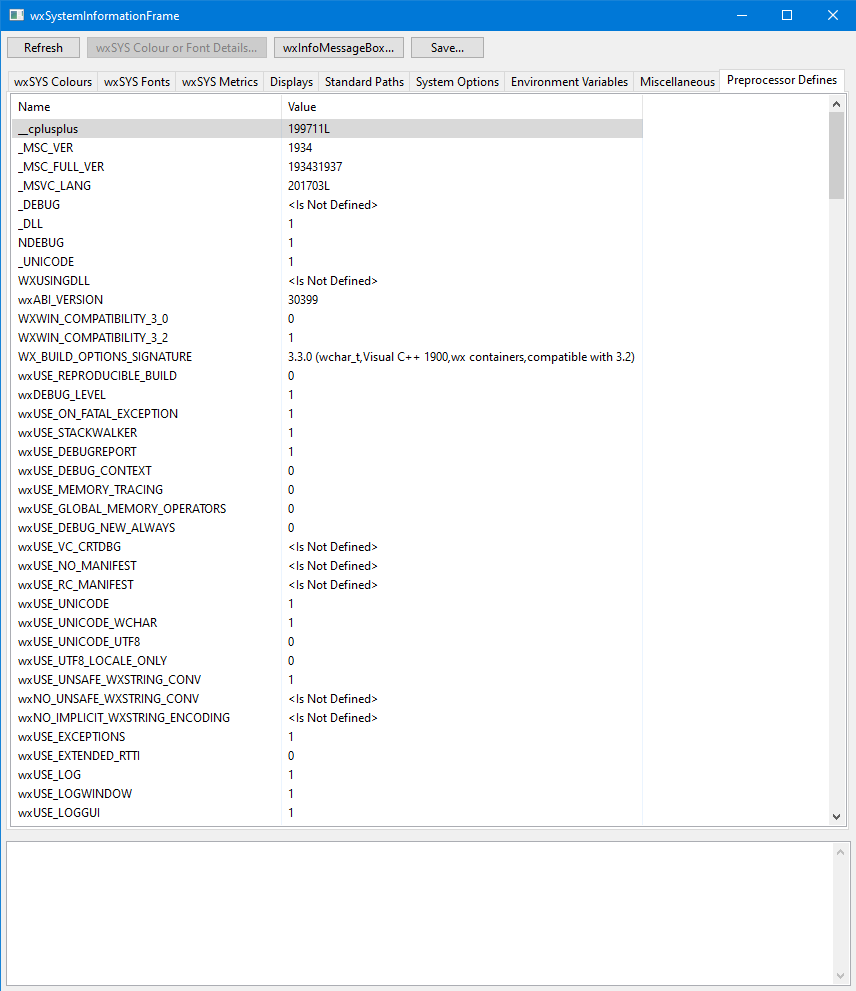 wxSystemInformationFrame
Refresh wxSYS Colour or Font Details... wxInfoMessageBox... Save...
wxSYS Colours wxSYS Fonts wxSYS Metrics Displays Standard Paths System Options Environment Variables Miscellaneous Preprocessor Defines
Name Value
__cplusplus 199711L
_MSC_VER 1934
_MSC_FULL_VER 193431937
_MSVC_LANG 201703L
_DEBUG <Is Not Defined>
_DLL 1
NDEBUG 1
_UNICODE 1
WXUSINGDLL <Is Not Defined>
wxABI_VERSION 30399
WXWIN_COMPATIBILITY_3_0 0
WXWIN_COMPATIBILITY_3_2 1
WX_BUILD_OPTIONS_SIGNATURE 3.3.0 (wchar_t,Visual C++ 1900,wx containers,compatible with 3.2)
wxUSE_REPRODUCIBLE_BUILD 0
wxDEBUG_LEVEL 1
wxUSE_ON_FATAL_EXCEPTION 1
wxUSE_STACKWALKER 1
wxUSE_DEBUGREPORT 1
wxUSE_DEBUG_CONTEXT 0
wxUSE_MEMORY_TRACING 0
wxUSE_GLOBAL_MEMORY_OPERATORS 0
wxUSE_DEBUG_NEW_ALWAYS 0
wxUSE_VC_CRTDBG <Is Not Defined>
wxUSE_NO_MANIFEST <Is Not Defined>
wxUSE_RC_MANIFEST <Is Not Defined>
wxUSE_UNICODE 1
wxUSE_UNICODE_WCHAR 1
wxUSE_UNICODE_UTF8 0
wxUSE_UTF8_LOCALE_ONLY 0
wxUSE_UNSAFE_WXSTRING_CONV 1
wxNO_UNSAFE_WXSTRING_CONV <Is Not Defined>
wxNO_IMPLICIT_WXSTRING_ENCODING <Is Not Defined>
wxUSE_EXCEPTIONS 1
wxUSE_EXTENDED_RTTI 0
wxUSE_LOG 1
wxUSE_LOGWINDOW 1
wxUSE_LOGGUI 1